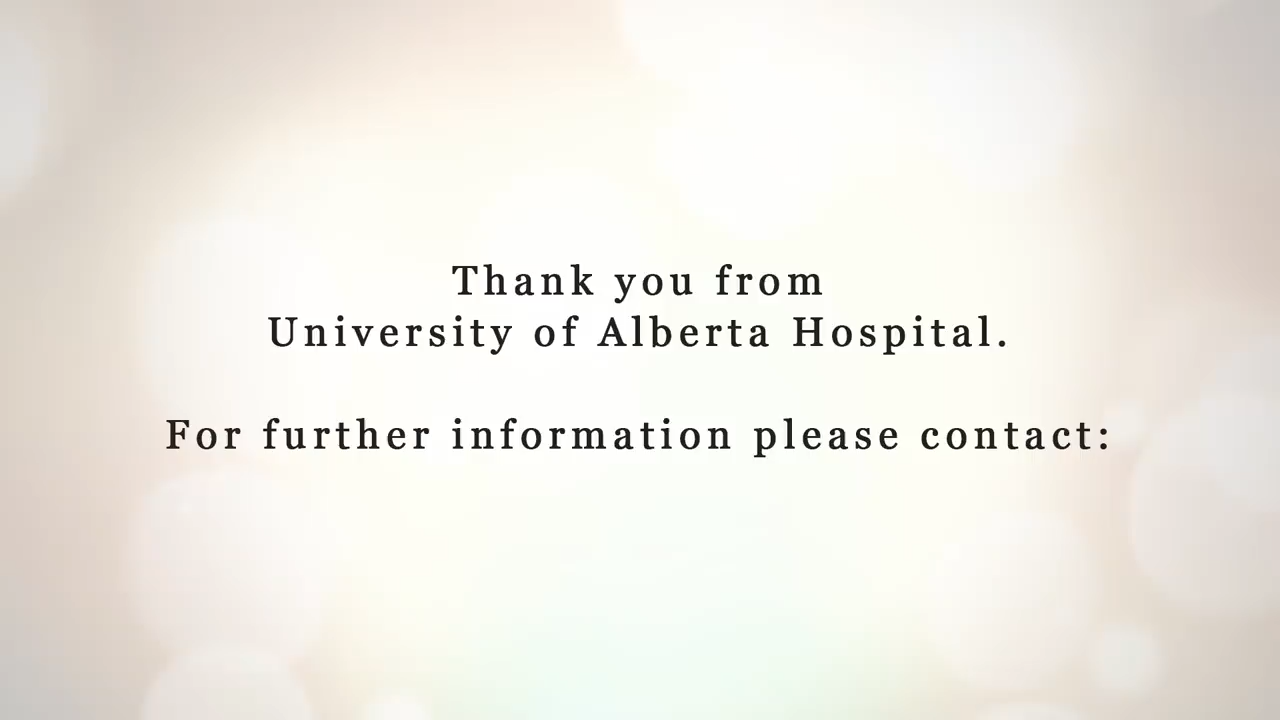 Thank you from
University of Alberta Hospital.
For further information please contact: